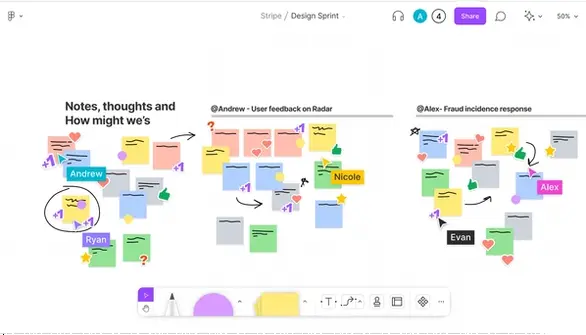 Stripe / Design Sprint
A
4
Share
50%
Notes, thoughts and
How might we's
@Andrew - User feedback on Radar
@Alex- Fraud incidence response
?
+1
+1
+1
+1
+1
+1
+1
+1
Andrew
Nicole
Alex
Ryan
Evan
?
T